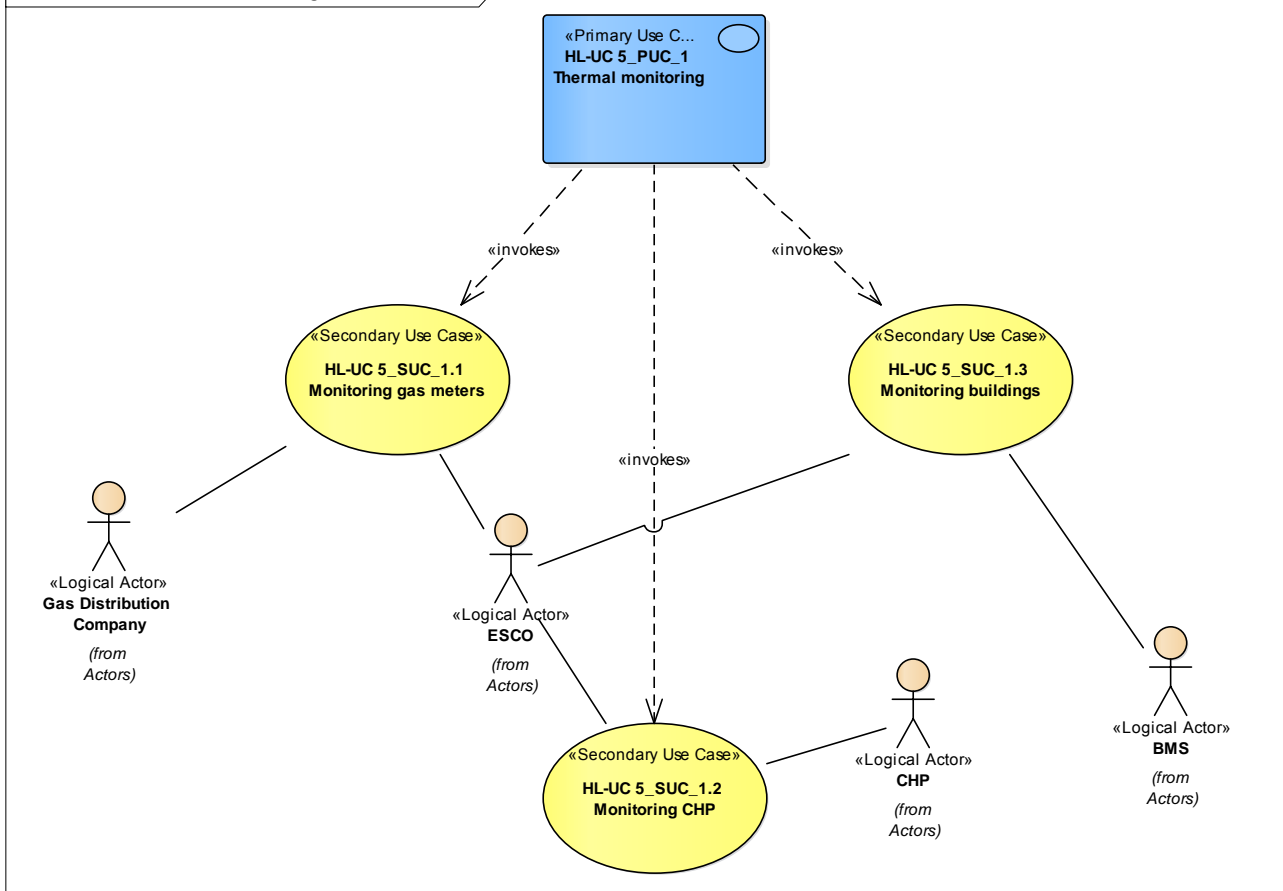 «Primary Use C...
HL-UC 5_PUC_1
Thermal monitoring
«invokes»
«invokes»
«Secondary Use Case»
HL-UC 5_SUC_1.1
Monitoring gas meters
«Secondary Use Case»
HL-UC 5_SUC_1.3
Monitoring buildings
«invokes»
«Logical Actor»
Gas Distribution
Company
(from
Actors)
«Logical Actor»
ESCO
(from
Actors)
«Logical Actor»
BMS
(from
Actors)
«Logical Actor»
CHP
(from
Actors)
«Secondary Use Case»
HL-UC 5_SUC_1.2
Monitoring CHP